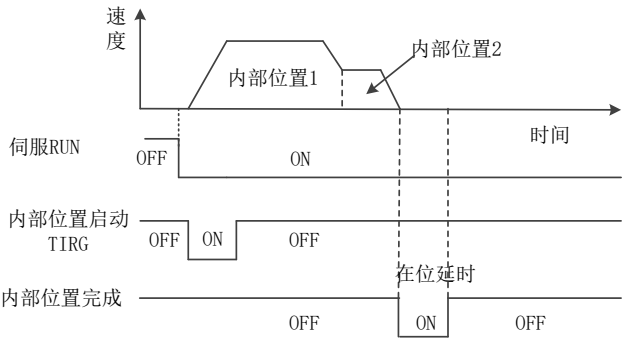 速
度
内部位置1
内部位置2
时间
伺服RUN
OFF
ON
内部位置启动
TIRG
OFF
ON
OFF
在位延时
内部位置完成
OFF
ON
OFF